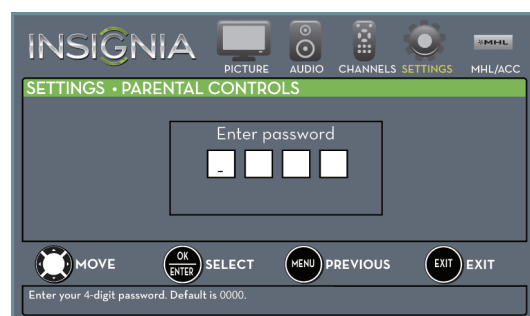 INSIGNIA
PICTURE AUDIO CHANNELS SETTINGS MHL/ACC
MHL
SETTINGS • PARENTAL CONTROLS
Enter password
_
MOVE OK ENTER SELECT MENU PREVIOUS EXIT EXIT
Enter your 4-digit password. Default is 0000.